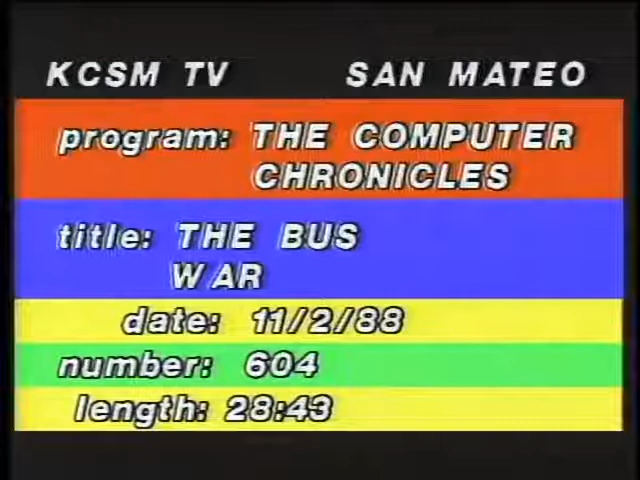 KCSM TV SAN MATEO
program: THE COMPUTER
CHRONICLES
title: THE BUS
WAR
date: 11/2/88
number: 604
length: 28:43